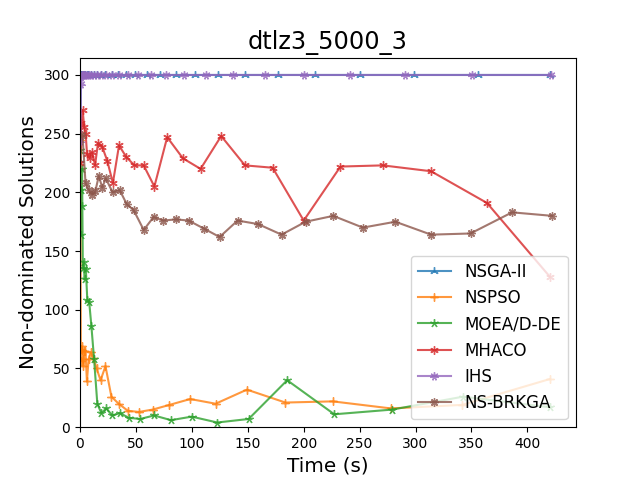 dtlz3_5000_3
Non-dominated Solutions
300
250
200
150
100
50
0
0 50 100 150 200 250 300 350 400
Time (s)
NSGA-II
NSPSO
MOEA/D-DE
MHACO
IHS
NS-BRKGA